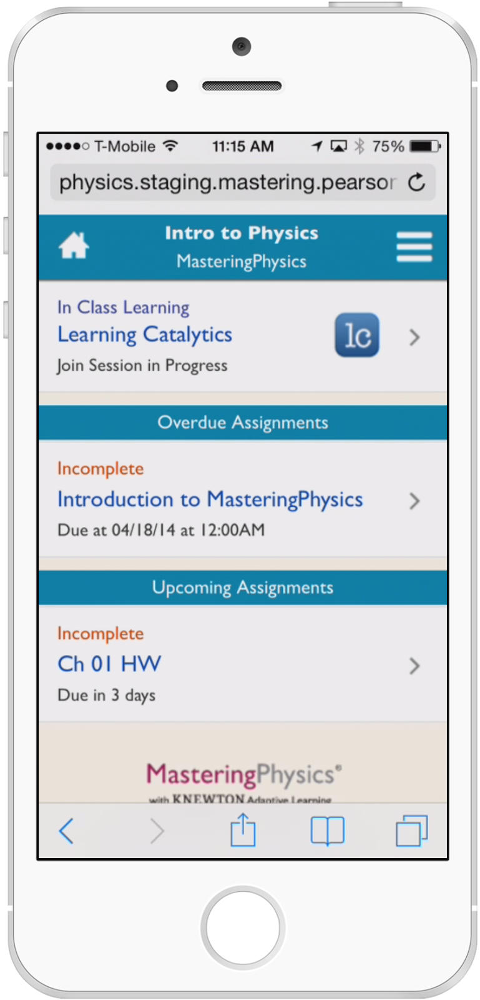 T-Mobile 11:15 AM 75%
physics.staging.mastering.pearsor
Intro to Physics
MasteringPhysics
In Class Learning
Learning Catalytics
lc
Join Session in Progress
Overdue Assignments
Incomplete
Introduction to MasteringPhysics
Due at 04/18/14 at 12:00AM
Upcoming Assignments
Incomplete
Ch 01 HW
Due in 3 days
MasteringPhysics®
with KNEWTON Adaptive Learning